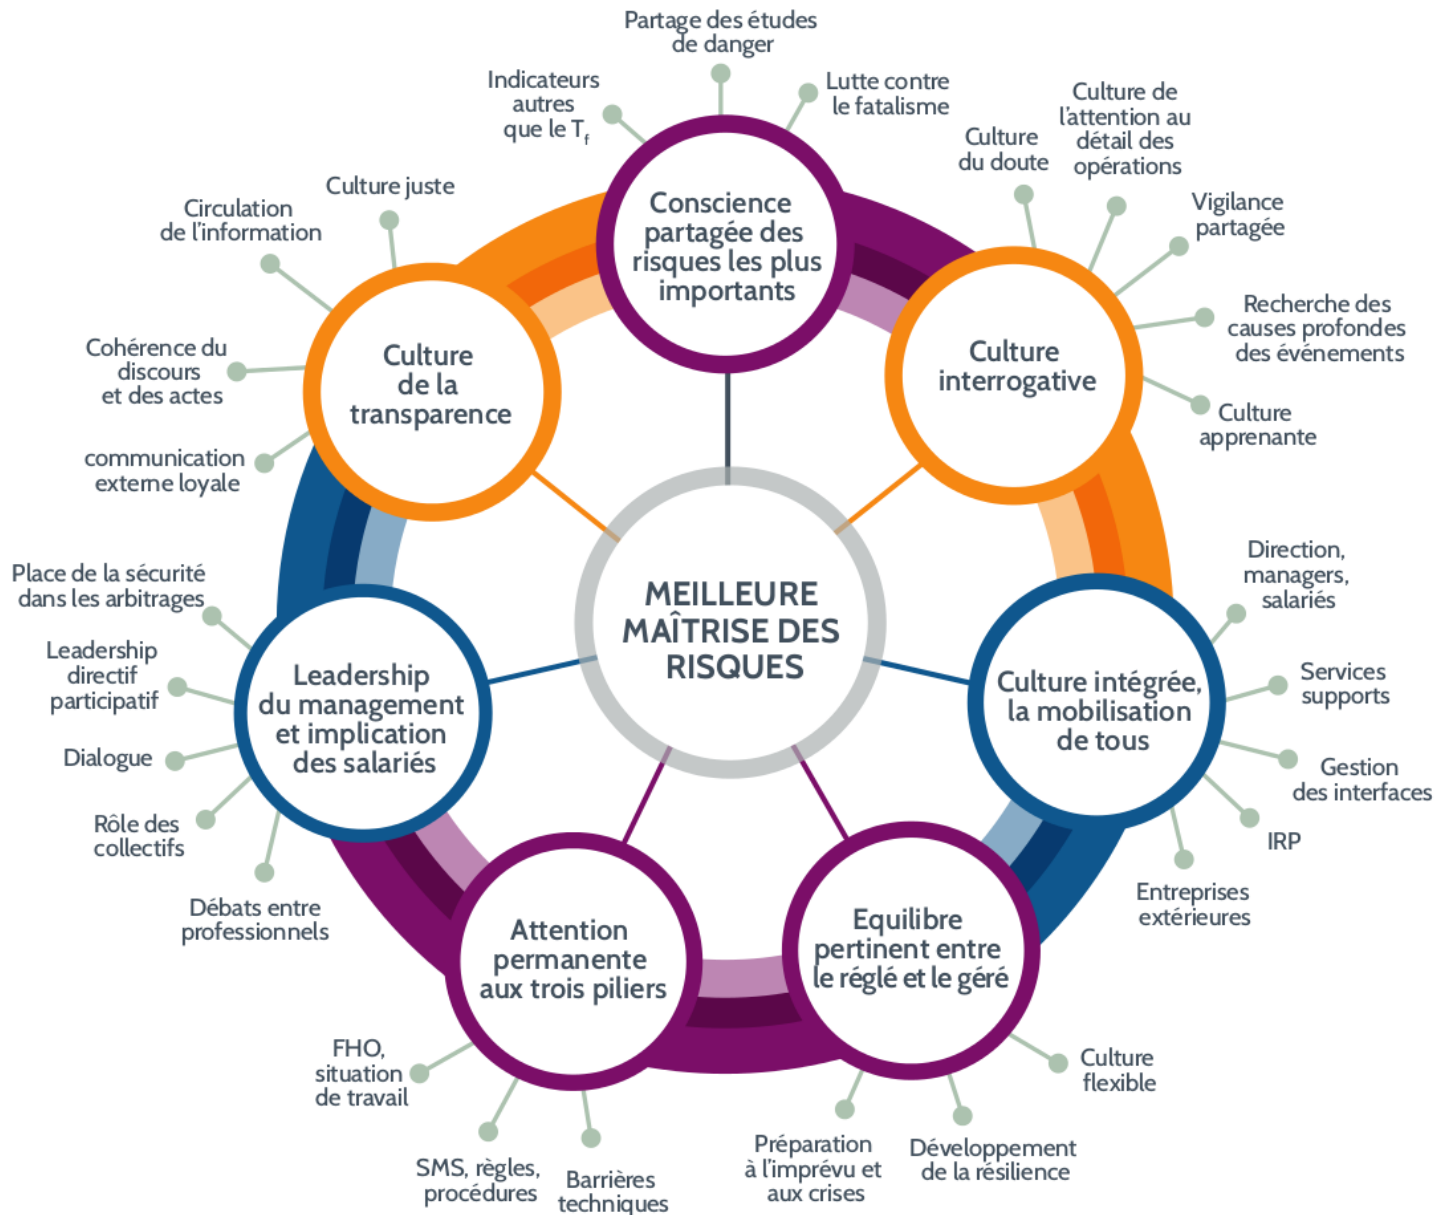 Partage des études
de danger
Indicateurs
autres
que le Tf
Lutte contre
le fatalisme
Conscience
partagée des
risques les plus
importants
Culture
du doute
Culture de
l'attention au
détail des
opérations
Vigilance
partagée
Recherche des
causes profondes
des événements
Culture
apprenante
Culture
interrogative
Direction,
managers,
salariés
Services
supports
Gestion
des interfaces
IRP
Entreprises
extérieures
Culture intégrée,
la mobilisation
de tous
Culture
flexible
Développement
de la résilience
Préparation
à l'imprévu et
aux crises
Equilibre
pertinent entre
le réglé et le géré
Barrières
techniques
SMS, règles,
procédures
FHO,
situation
de travail
Attention
permanente
aux trois piliers
Débats entre
professionnels
Rôle des
collectifs
Dialogue
Leadership
directif
participatif
Place de la sécurité
dans les arbitrages
Leadership
du management
et implication
des salariés
communication
externe loyale
Cohérence du
discours
et des actes
Circulation
de l'information
Culture juste
Culture
de la
transparence
MEILLEURE
MAÎTRISE DES
RISQUES